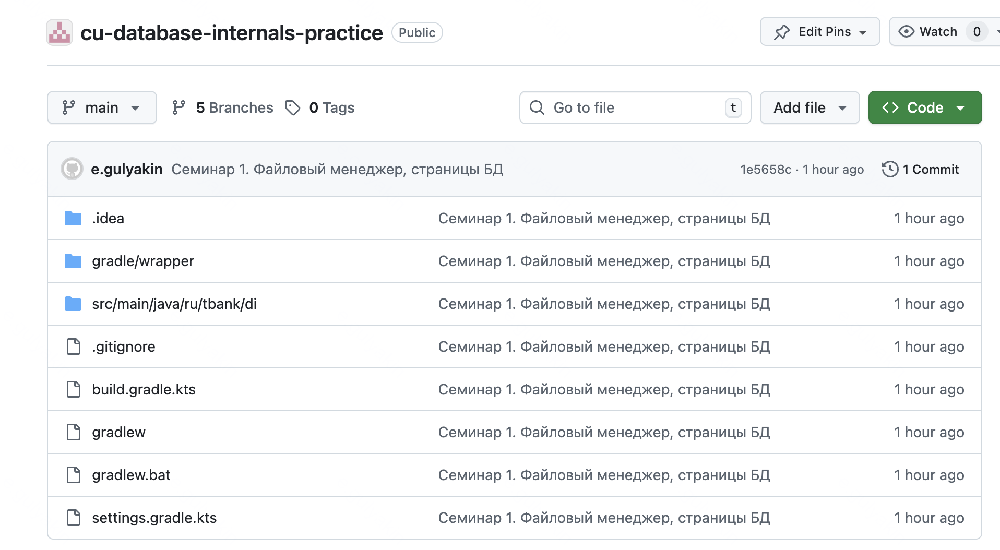 cu-database-internals-practice Public Edit Pins Watch 0
main 5 Branches 0 Tags Go to file t Add file Code
e.gulyakin Семинар 1. Файловый менеджер, страницы БД 1e5658c · 1 hour ago 1 Commit
.idea Семинар 1. Файловый менеджер, страницы БД 1 hour ago
gradle/wrapper Семинар 1. Файловый менеджер, страницы БД 1 hour ago
src/main/java/ru/tbank/di Семинар 1. Файловый менеджер, страницы БД 1 hour ago
.gitignore Семинар 1. Файловый менеджер, страницы БД 1 hour ago
build.gradle.kts Семинар 1. Файловый менеджер, страницы БД 1 hour ago
gradlew Семинар 1. Файловый менеджер, страницы БД 1 hour ago
gradlew.bat Семинар 1. Файловый менеджер, страницы БД 1 hour ago
settings.gradle.kts Семинар 1. Файловый менеджер, страницы БД 1 hour ago